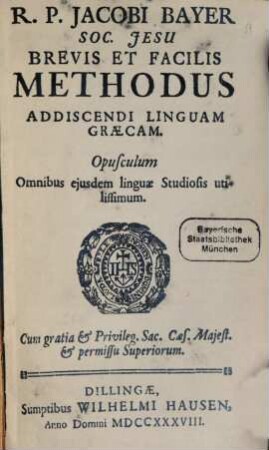 R. P. JACOBI BAYER
SOC. JESU
BREVIS ET FACILIS
METHODUS
ADDISCENDI LINGUAM
GRÆCAM.
Opusculum
Omnibus ejusdem linguæ Studiosis uti-
lissimum.
Bayerische
Staatsbibliothek
München
IHS
Cum gratia & Privileg. Sac. Cæs. Majest.
& permissu Superiorum.
DILLINGÆ,
Sumptibus WILHELMI HAUSEN,
Anno Domini MDCCXXXVIII.